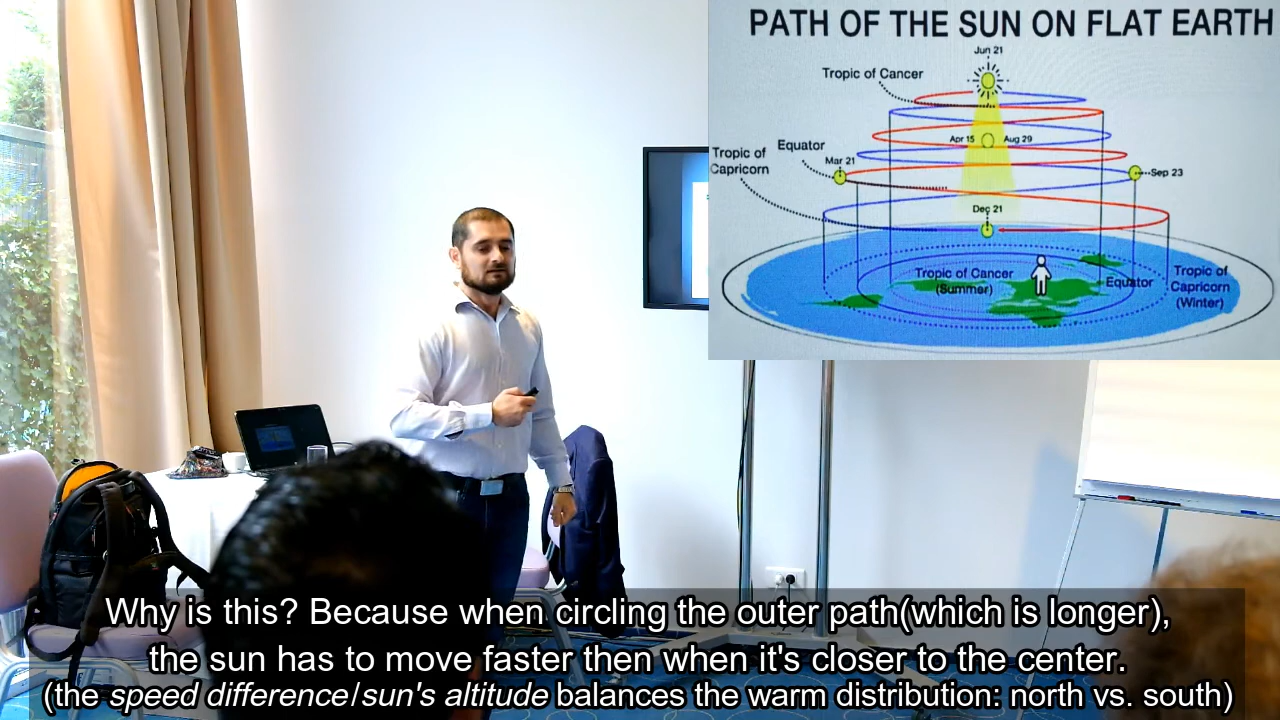 PATH OF THE SUN ON FLAT EARTH
Jun 21
Tropic of Cancer
Apr 15
Aug 29
Equator
Tropic of
Capricorn
Mar 21
Sep 23
Dec 21
Tropic of Cancer
(Summer)
Equator
Tropic of
Capricorn
(Winter)
Why is this? Because when circling the outer path(which is longer),
the sun has to move faster then when it's closer to the center.
(the speed difference/sun's altitude balances the warm distribution: north vs. south)